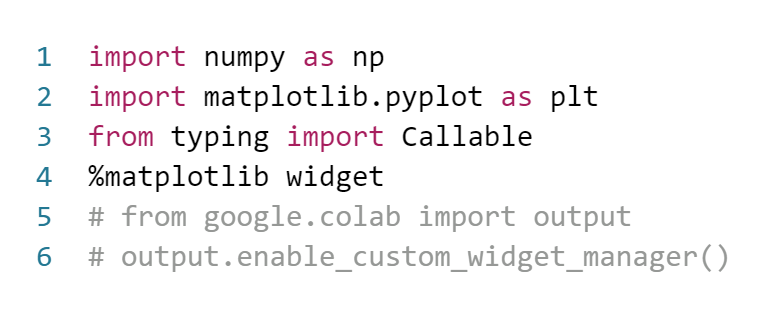 1 import numpy as np
2 import matplotlib.pyplot as plt
3 from typing import Callable
4 %matplotlib widget
5 # from google.colab import output
6 # output.enable_custom_widget_manager()